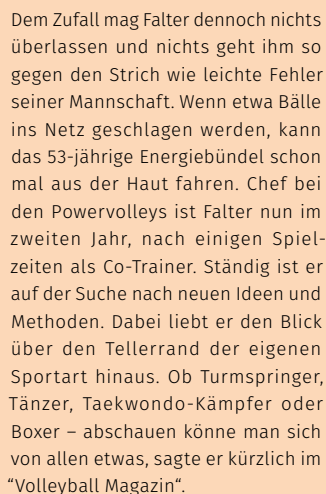 Dem Zufall mag Falter dennoch nichts
überlassen und nichts geht ihm so
gegen den Strich wie leichte Fehler
seiner Mannschaft. Wenn etwa Bälle
ins Netz geschlagen werden, kann
das 53-jährige Energiebündel schon
mal aus der Haut fahren. Chef bei
den Powervolleys ist Falter nun im
zweiten Jahr, nach einigen Spiel-
zeiten als Co-Trainer. Ständig ist er
auf der Suche nach neuen Ideen und
Methoden. Dabei liebt er den Blick
über den Tellerrand der eigenen
Sportart hinaus. Ob Turmspringer,
Tänzer, Taekwondo-Kämpfer oder
Boxer – abschauen könne man sich
von allen etwas, sagte er kürzlich im
“Volleyball Magazin“.